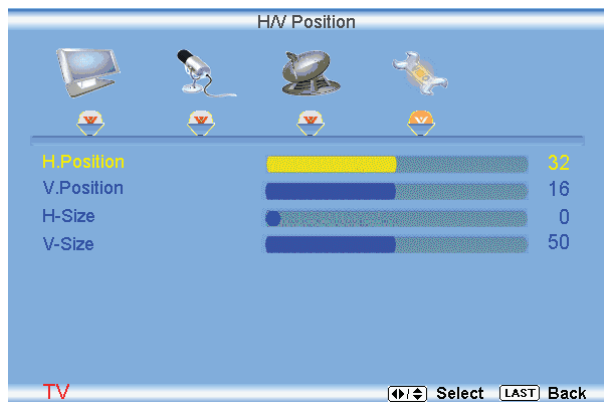 H/V Position
H.Position 32
V.Position 16
H-Size 0
V-Size 50
TV Select LAST Back